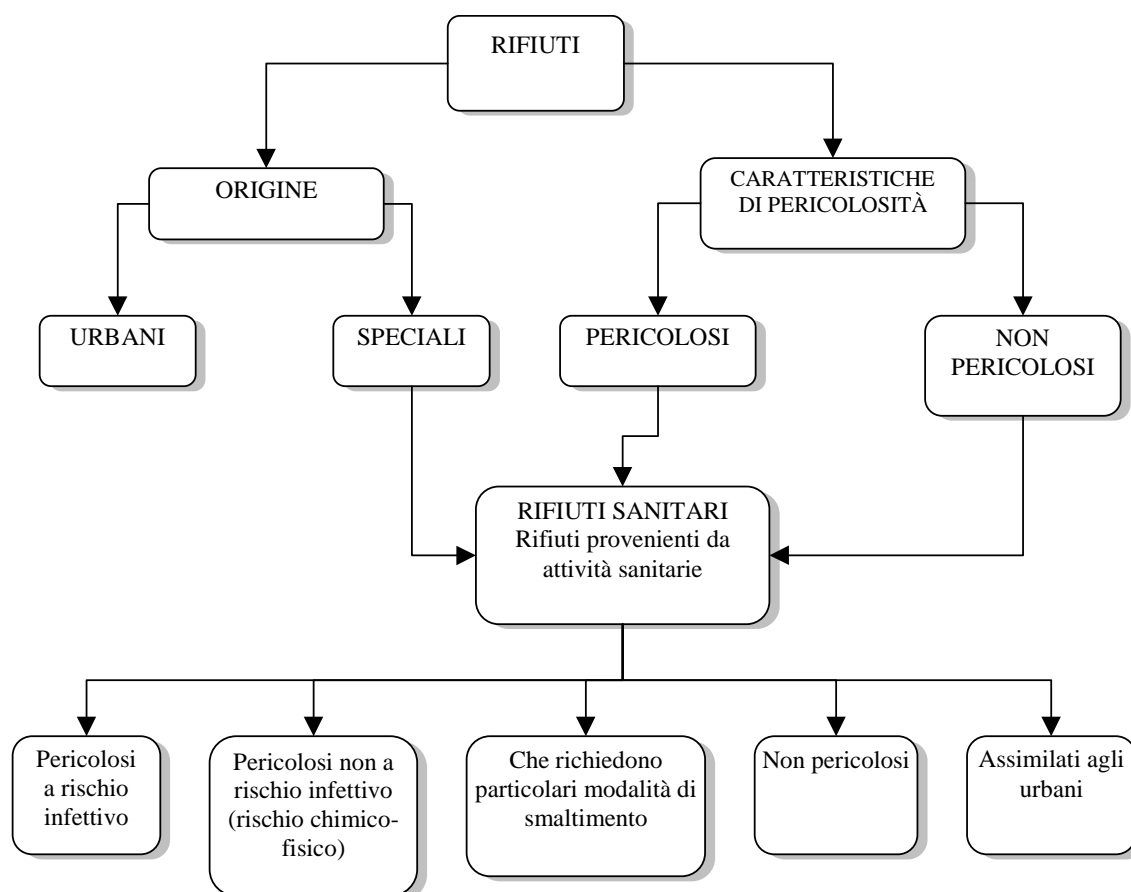 RIFIUTI
ORIGINE
CARATTERISTICHE
DI PERICOLOSITÀ
URBANI
SPECIALI
PERICOLOSI
NON
PERICOLOSI
RIFIUTI SANITARI
Rifiuti provenienti da
attività sanitarie
Pericolosi
a rischio
infettivo
Pericolosi non a
rischio infettivo
(rischio chimico-
fisico)
Che richiedono
particolari modalità di
smaltimento
Non pericolosi
Assimilati agli
urbani